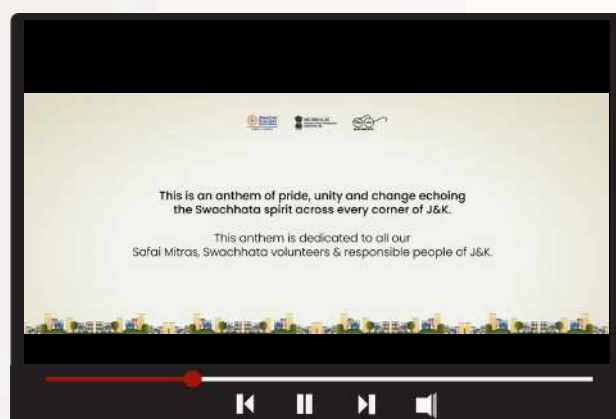 This is an anthem of pride, unity and change echoing
the Swachhata spirit across every corner of J&K.
This anthem is dedicated to all our
Safai Mitras, Swachhata volunteers & responsible people of J&K.